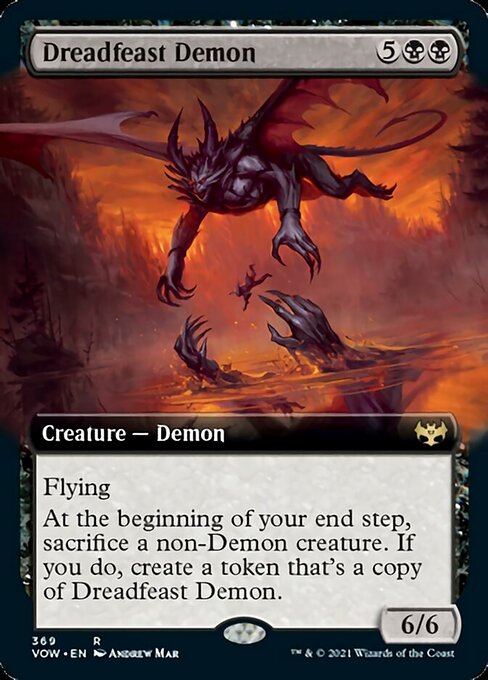 Dreadfeast Demon 5
Creature — Demon
Flying
At the beginning of your end step,
sacrifice a non-Demon creature. If
you do, create a token that's a copy
of Dreadfeast Demon.
6/6
369 R
VOW • EN Andrew Mar
™ & © 2021 Wizards of the Coast